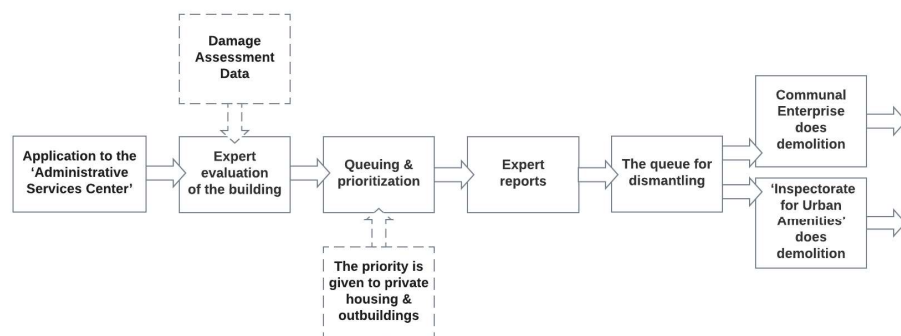 Damage
Assessment
Data
Application to the
‘Administrative
Services Center’
Expert
evaluation
of the building
Queuing &
prioritization
The priority is
given to private
housing &
outbuildings
Expert
reports
The queue for
dismantling
Communal
Enterprise
does
demolition
‘Inspectorate
for Urban
Amenities’
does
demolition